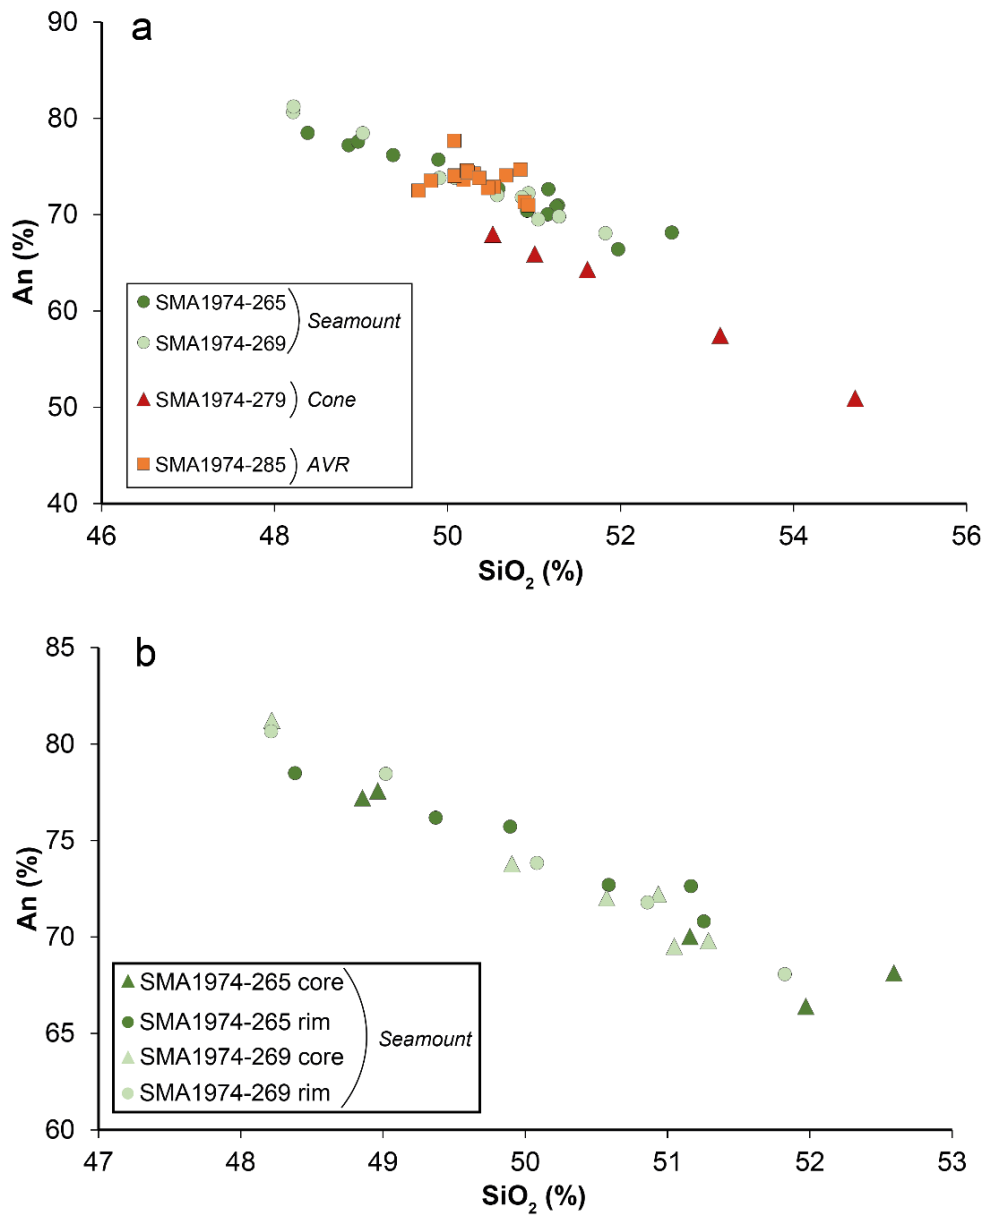 a
90
80
70
60
50
40
An (%)
SMA1974-265
SMA1974-269
Seamount
SMA1974-279 Cone
SMA1974-285 AVR
46 48 50 52 54 56
SiO₂ (%)
b
85
80
75
70
65
60
An (%)
SMA1974-265 core
SMA1974-265 rim
SMA1974-269 core
SMA1974-269 rim
Seamount
47 48 49 50 51 52 53
SiO₂ (%)